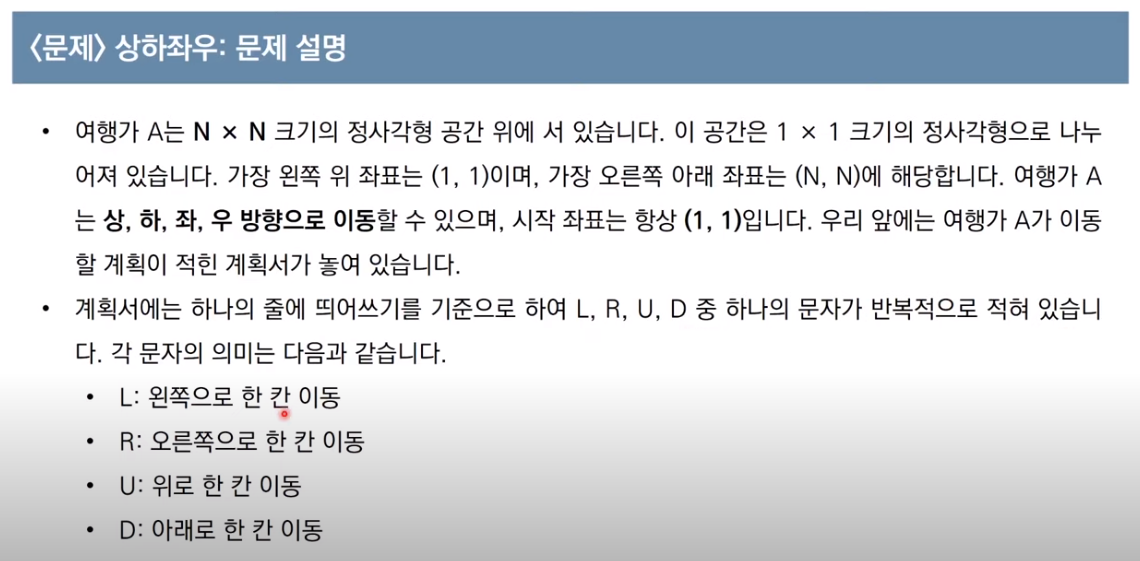 〈문제〉 상하좌우: 문제 설명
• 여행가 A는 N × N 크기의 정사각형 공간 위에 서 있습니다. 이 공간은 1 × 1 크기의 정사각형으로 나누
어져 있습니다. 가장 왼쪽 위 좌표는 (1, 1)이며, 가장 오른쪽 아래 좌표는 (N, N)에 해당합니다. 여행가 A
는 상, 하, 좌, 우 방향으로 이동할 수 있으며, 시작 좌표는 항상 (1, 1)입니다. 우리 앞에는 여행가 A가 이동
할 계획이 적힌 계획서가 놓여 있습니다.
• 계획서에는 하나의 줄에 띄어쓰기를 기준으로 하여 L, R, U, D 중 하나의 문자가 반복적으로 적혀 있습니
다. 각 문자의 의미는 다음과 같습니다.
• L: 왼쪽으로 한 칸 이동
• R: 오른쪽으로 한 칸 이동
• U: 위로 한 칸 이동
• D: 아래로 한 칸 이동